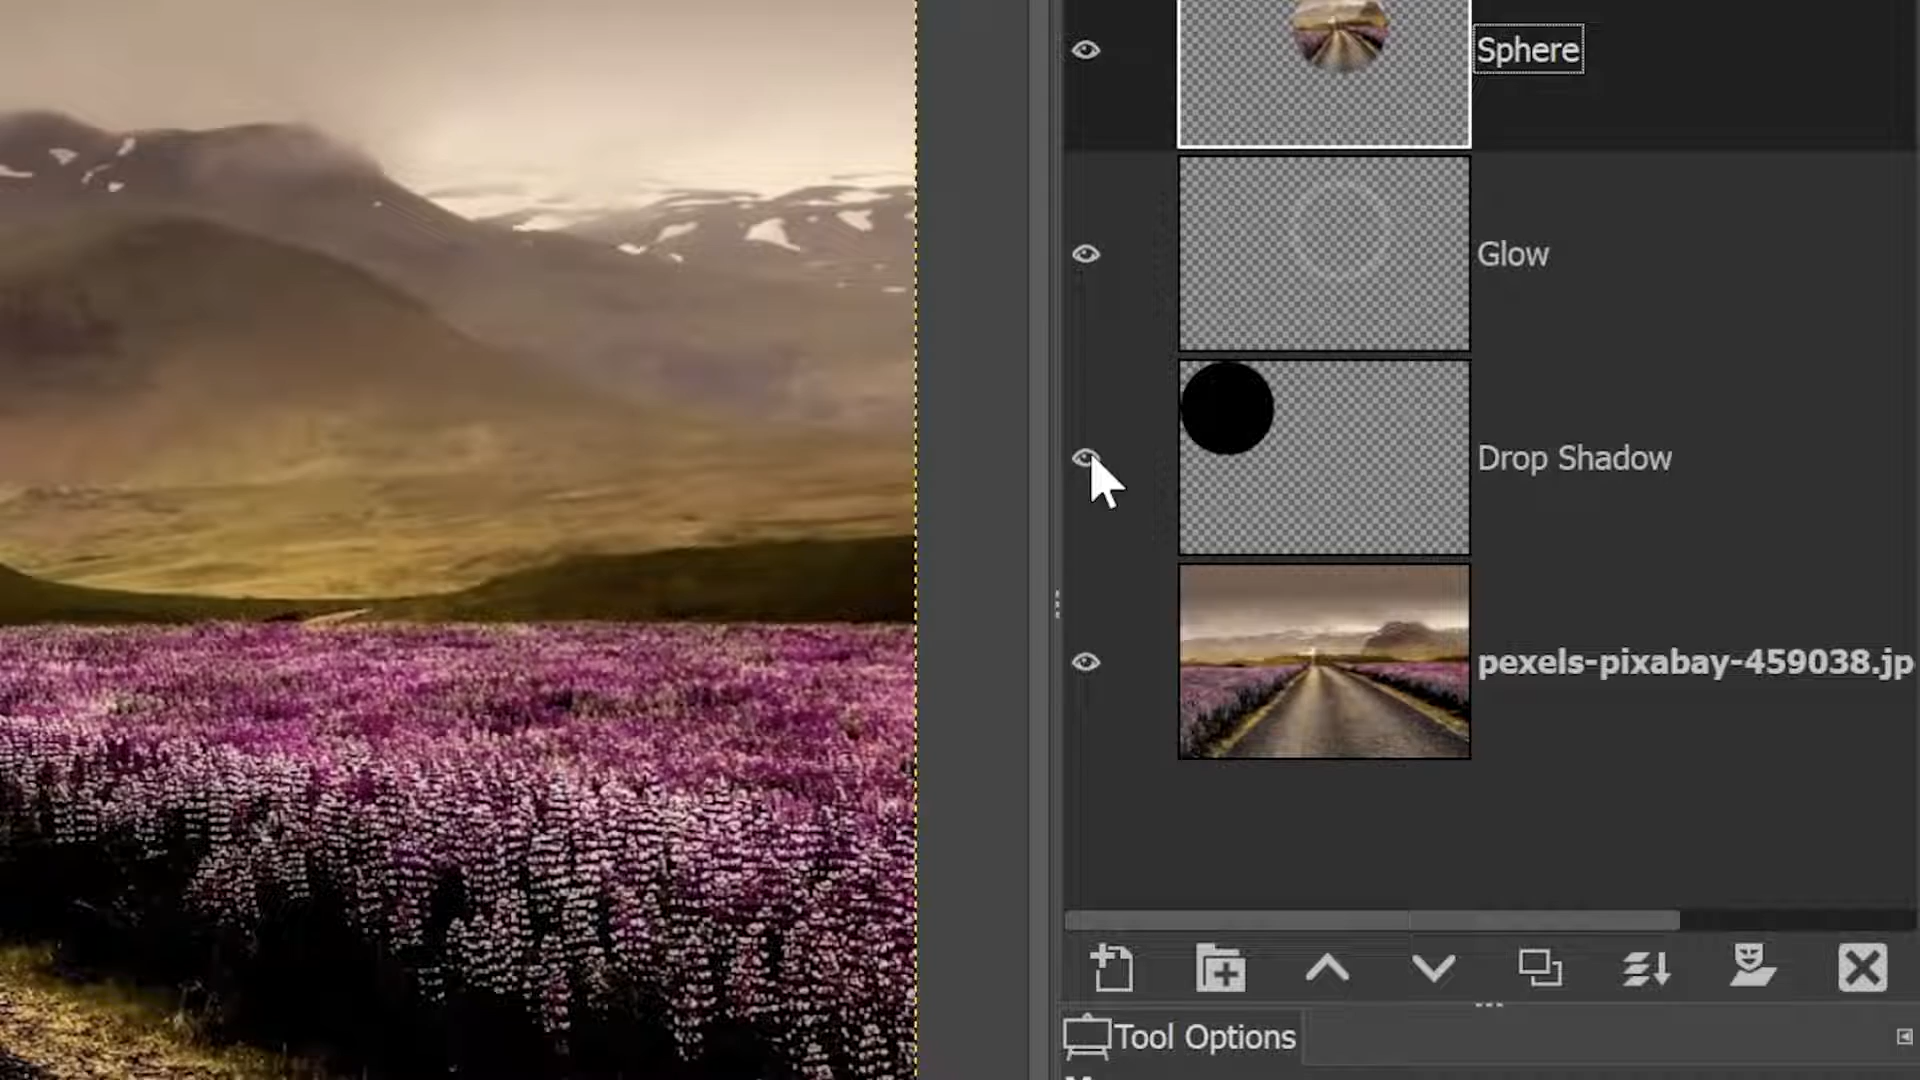 Sphere
Glow
Drop Shadow
pexels-pixabay-459038.jp
Tool Options